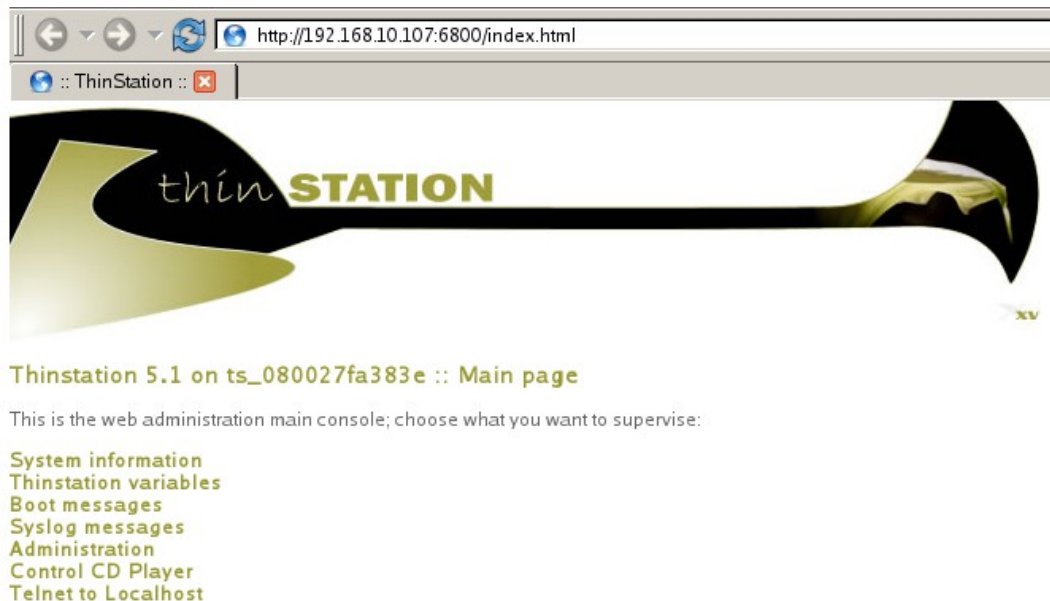 http://192.168.10.107:6800/index.html
:: ThinStation ::
thin STATION
xv
Thinstation 5.1 on ts_080027fa383e :: Main page
This is the web administration main console; choose what you want to supervise:
System information
Thinstation variables
Boot messages
Syslog messages
Administration
Control CD Player
Telnet to Localhost